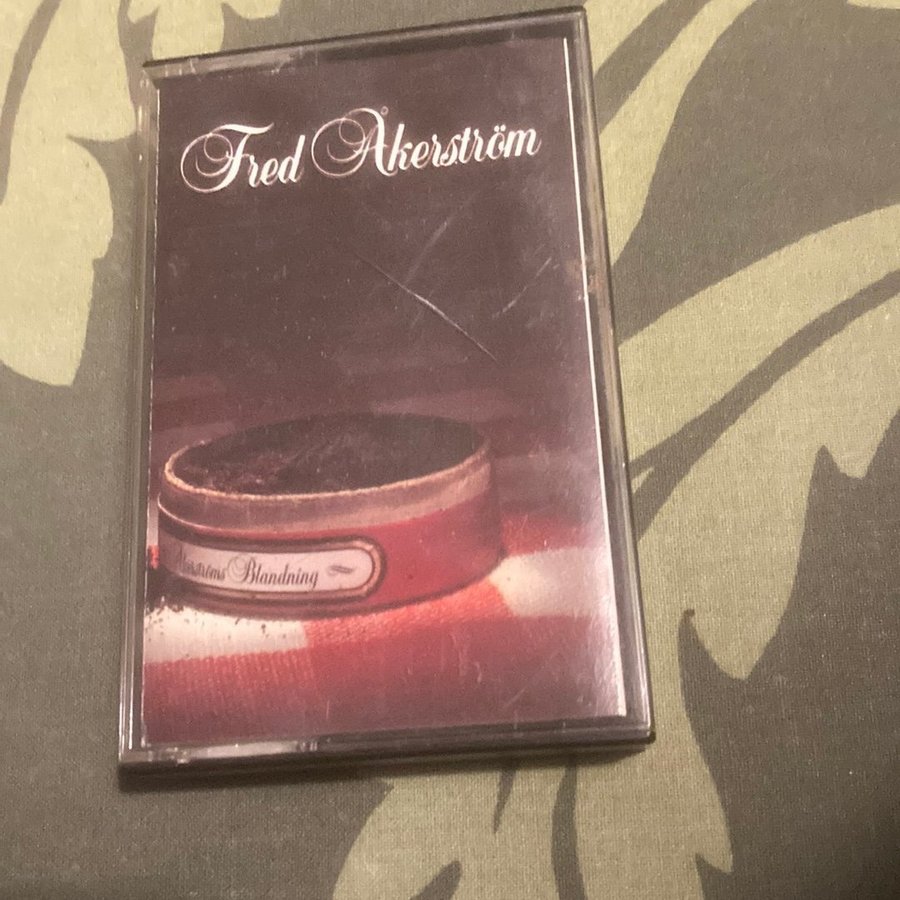 Fred Åkerström
Blandning